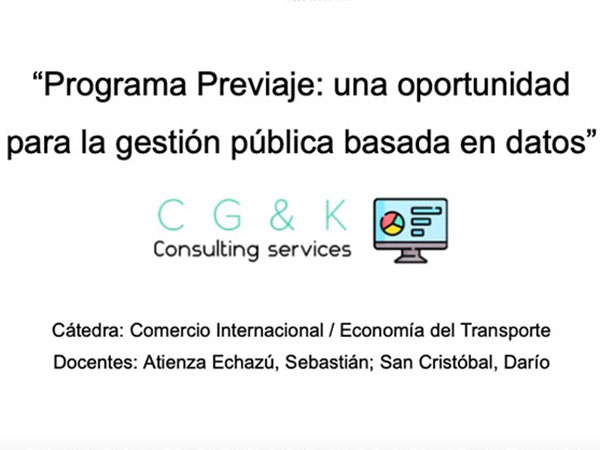 “Programa Previaje: una oportunidad
para la gestión pública basada en datos”
C G & K
Consulting services
Cátedra: Comercio Internacional / Economía del Transporte
Docentes: Atienza Echazú, Sebastián; San Cristóbal, Darío